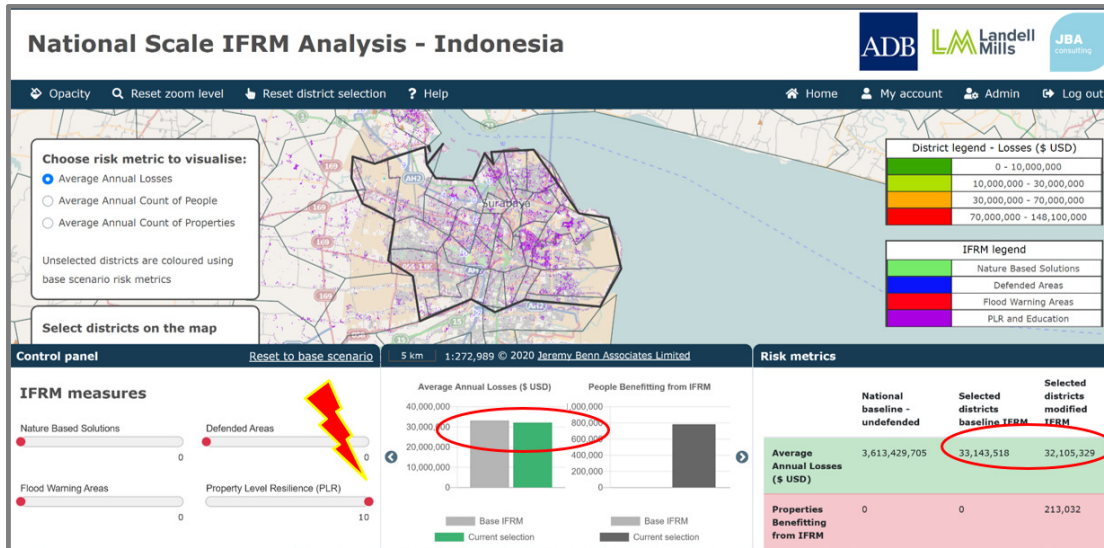 National Scale IFRM Analysis - Indonesia
ADB
LM Landell Mills
JBA consulting
Opacity
Reset zoom level
Reset district selection
? Help
Home
My account
Admin
Log out
Choose risk metric to visualise:
Average Annual Losses
Average Annual Count of People
Average Annual Count of Properties
Unselected districts are coloured using
base scenario risk metrics
Select districts on the map
169
AH2
Surabaya
169
169
15
District legend - Losses ($ USD)
0 - 10,000,000
10,000,000 - 30,000,000
30,000,000 - 70,000,000
70,000,000 - 148,100,000
IFRM legend
Nature Based Solutions
Defended Areas
Flood Warning Areas
PLR and Education
Control panel
Reset to base scenario
5 km
1:272,989 © 2020 Jeremy Benn Associates Limited
Risk metrics
IFRM measures
Nature Based Solutions
0
Defended Areas
0
Flood Warning Areas
0
Property Level Resilience (PLR)
10
Average Annual Losses ($ USD)
40,000,000
30,000,000
20,000,000
10,000,000
0
Base IFRM
Current selection
People Benefitting from IFRM
,000,000
800,000
600,000
400,000
200,000
0
Base IFRM
Current selection
National
baseline -
undefended
Selected
districts
baseline IFRM
Selected
districts
modified
IFRM
Average
Annual Losses
($ USD)
3,613,429,705
33,143,518
32,105,329
Properties
Benefitting
from IFRM
0
0
213,032